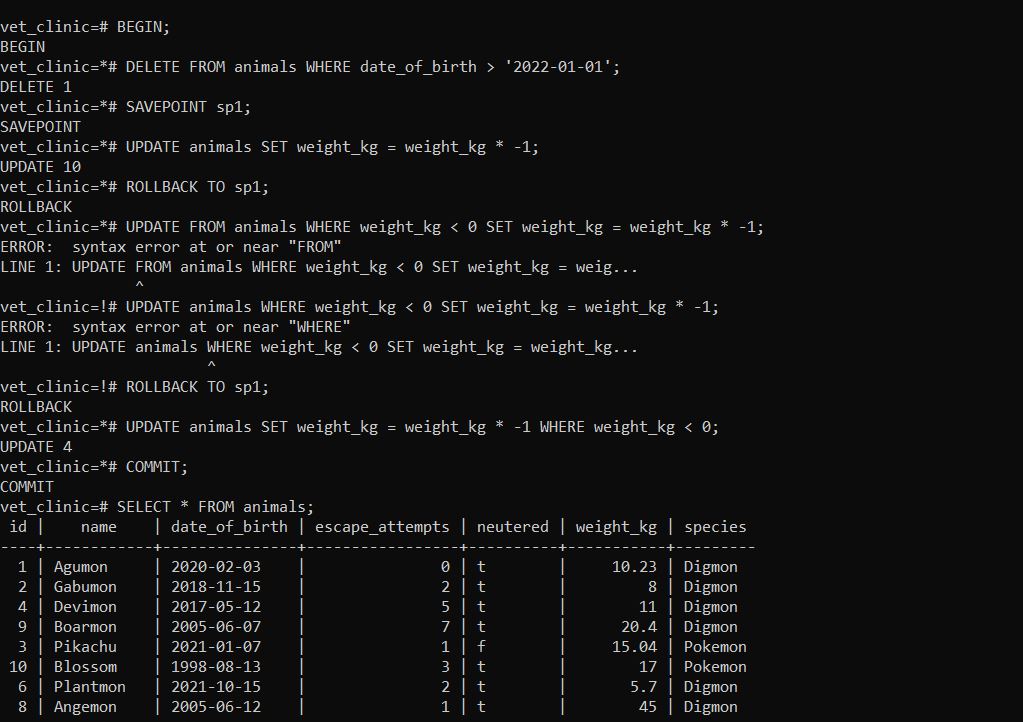 vet_clinic=# BEGIN;
BEGIN
vet_clinic=*# DELETE FROM animals WHERE date_of_birth > '2022-01-01';
DELETE 1
vet_clinic=*# SAVEPOINT sp1;
SAVEPOINT
vet_clinic=*# UPDATE animals SET weight_kg = weight_kg * -1;
UPDATE 10
vet_clinic=*# ROLLBACK TO sp1;
ROLLBACK
vet_clinic=*# UPDATE FROM animals WHERE weight_kg < 0 SET weight_kg = weight_kg * -1;
ERROR:  syntax error at or near "FROM"
LINE 1: UPDATE FROM animals WHERE weight_kg < 0 SET weight_kg = weig...
               ^
vet_clinic=!# UPDATE animals WHERE weight_kg < 0 SET weight_kg = weight_kg * -1;
ERROR:  syntax error at or near "WHERE"
LINE 1: UPDATE animals WHERE weight_kg < 0 SET weight_kg = weight_kg...
                       ^
vet_clinic=!# ROLLBACK TO sp1;
ROLLBACK
vet_clinic=*# UPDATE animals SET weight_kg = weight_kg * -1 WHERE weight_kg < 0;
UPDATE 4
vet_clinic=*# COMMIT;
COMMIT
vet_clinic=# SELECT * FROM animals;
 id |    name    | date_of_birth | escape_attempts | neutered | weight_kg | species
----+------------+---------------+-----------------+----------+-----------+---------
  1 | Agumon     | 2020-02-03    |               0 | t        |     10.23 | Digmon
  2 | Gabumon    | 2018-11-15    |               2 | t        |         8 | Digmon
  4 | Devimon    | 2017-05-12    |               5 | t        |        11 | Digmon
  9 | Boarmon    | 2005-06-07    |               7 | t        |      20.4 | Digmon
  3 | Pikachu    | 2021-01-07    |               1 | f        |     15.04 | Pokemon
 10 | Blossom    | 1998-08-13    |               3 | t        |        17 | Pokemon
  6 | Plantmon   | 2021-10-15    |               2 | t        |       5.7 | Digmon
  8 | Angemon    | 2005-06-12    |               1 | t        |        45 | Digmon